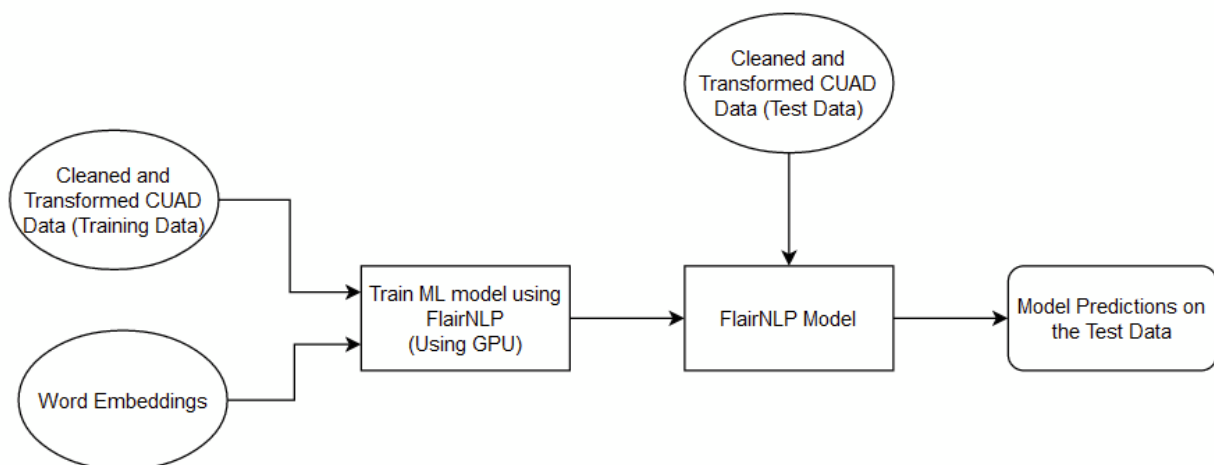 Cleaned and
Transformed CUAD
Data (Test Data)
Cleaned and
Transformed CUAD
Data (Training Data)
Train ML model using
FlairNLP
(Using GPU)
FlairNLP Model
Model Predictions on
the Test Data
Word Embeddings